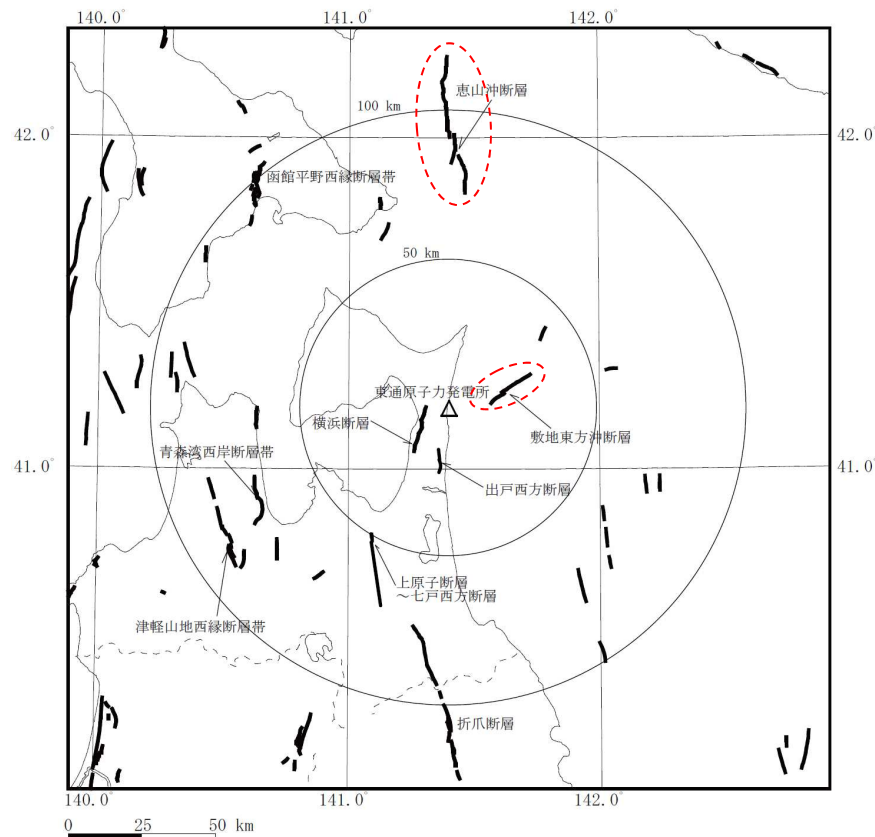 140.0° 141.0° 142.0°
恵山沖断層
100 km
42.0° 42.0°
函館平野西縁断層帯
50 km
東通原子力発電所
横浜断層
敷地東方沖断層
青森湾西岸断層帯
41.0° 41.0°
出戸西方断層
上原子断層
～七戸西方断層
津軽山地西縁断層帯
折爪断層
140.0° 141.0° 142.0°
0 25 50 km